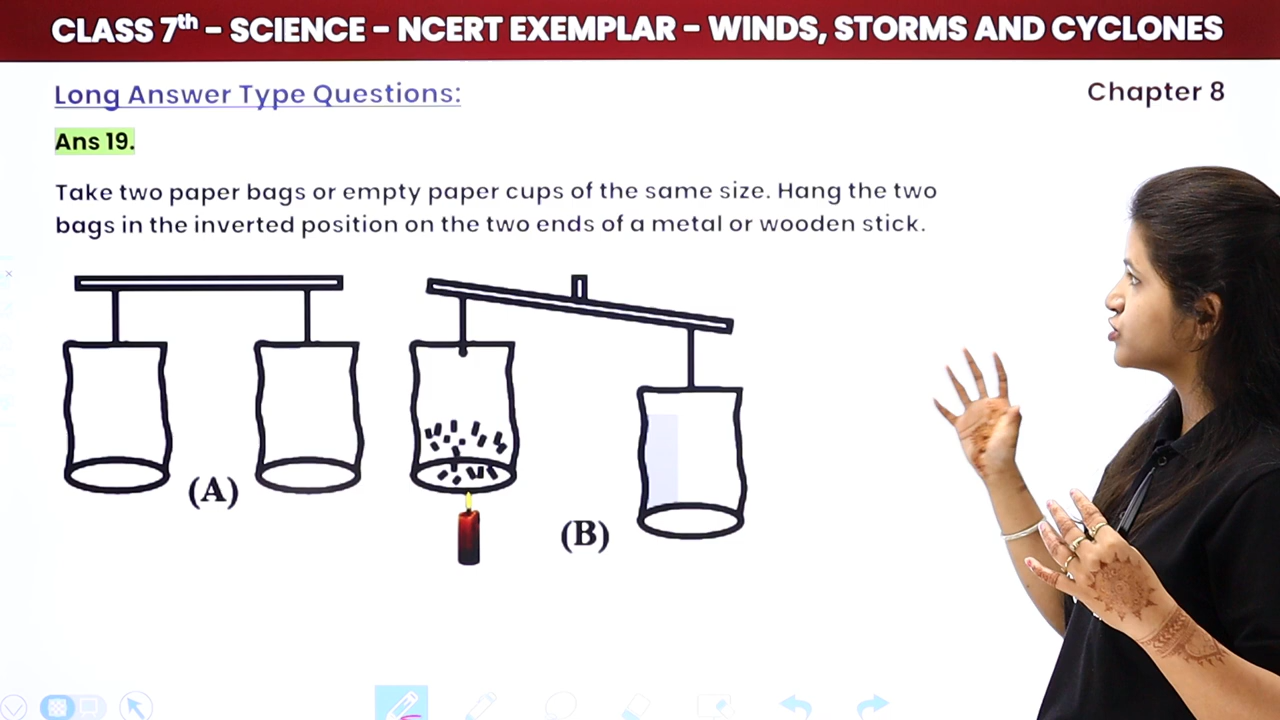 CLASS 7th – SCIENCE – NCERT EXEMPLAR – WINDS, STORMS AND CYCLONES
Long Answer Type Questions:
Chapter 8
Ans 19.
Take two paper bags or empty paper cups of the same size. Hang the two
bags in the inverted position on the two ends of a metal or wooden stick.
(A)
(B)